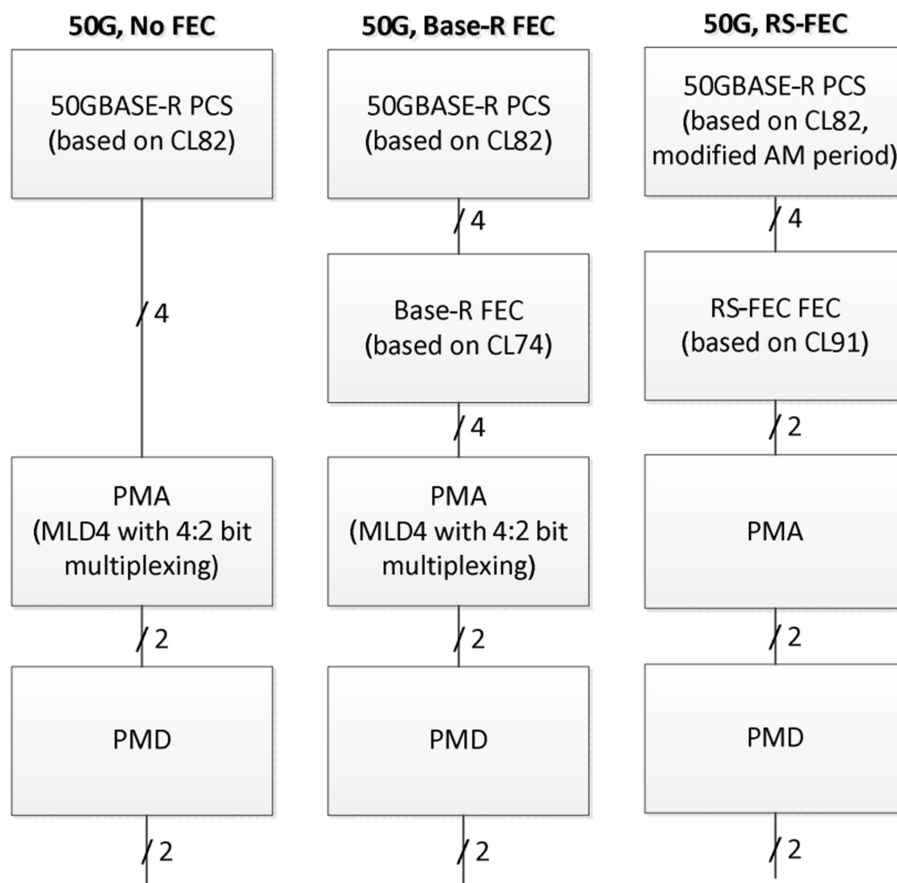 50G, No FEC
50GBASE-R PCS
(based on CL82)
/ 4
PMA
(MLD4 with 4:2 bit
multiplexing)
/ 2
PMD
/ 2
50G, Base-R FEC
50GBASE-R PCS
(based on CL82)
/ 4
Base-R FEC
(based on CL74)
/ 4
PMA
(MLD4 with 4:2 bit
multiplexing)
/ 2
PMD
/ 2
50G, RS-FEC
50GBASE-R PCS
(based on CL82,
modified AM period)
/ 4
RS-FEC FEC
(based on CL91)
/ 2
PMA
/ 2
PMD
/ 2